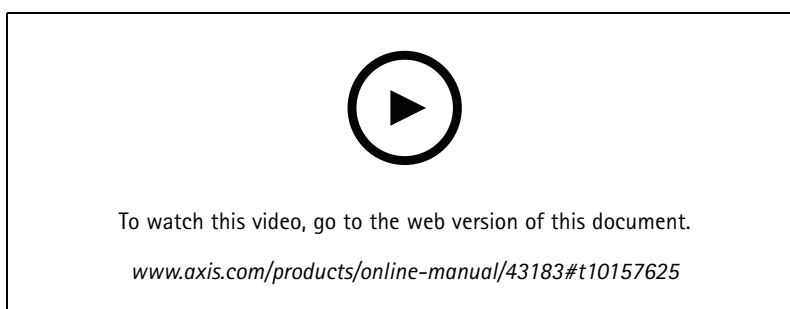 To watch this video, go to the web version of this document.
www.axis.com/products/online-manual/43183#t10157625